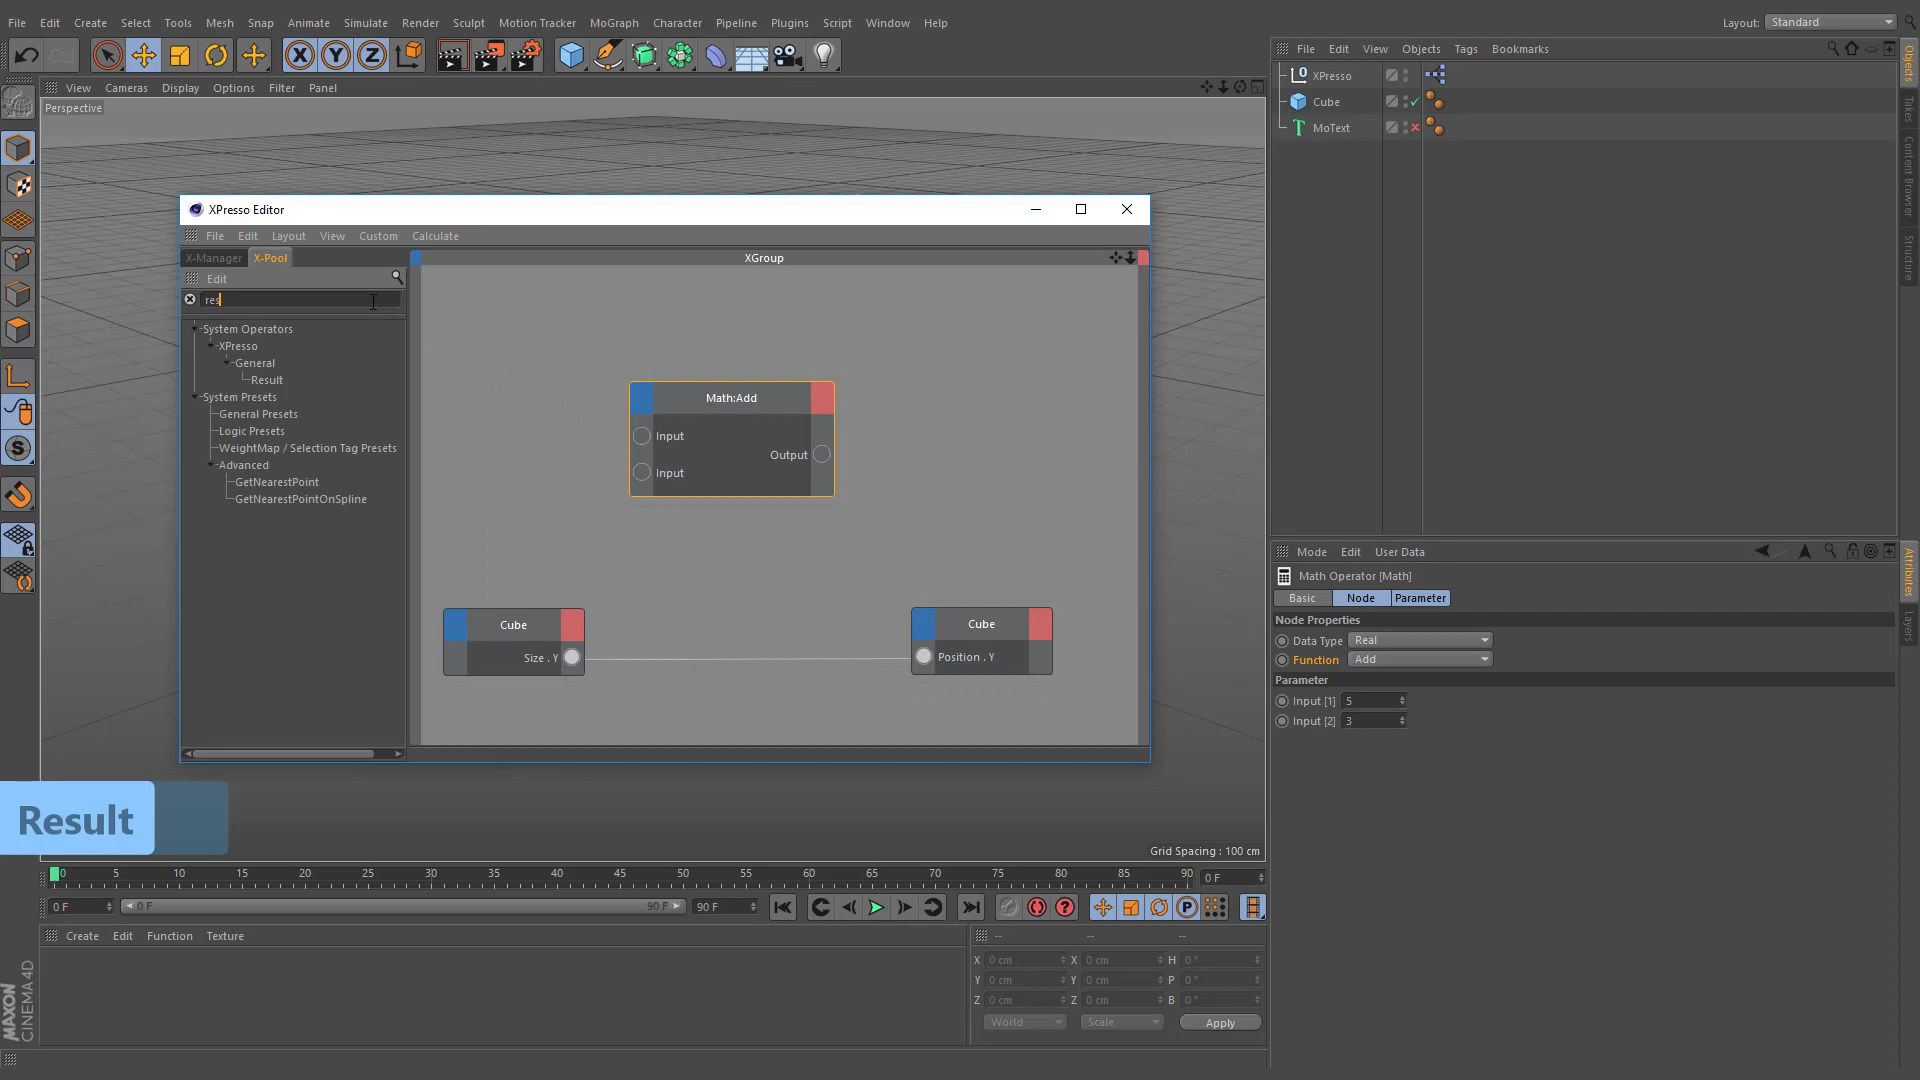 File Edit Create Select Tools Mesh Snap Animate Simulate Render Sculpt Motion Tracker MoGraph Character Pipeline Plugins Script Window Help
Layout: Standard
X Y Z
File Edit View Objects Tags Bookmarks
XPresso
Cube
MoText
Objects
Takes
Content Browser
Structure
View Cameras Display Options Filter Panel
Perspective
XPresso Editor
File Edit Layout View Custom Calculate
X-Manager X-Pool
XGroup
Edit
res
System Operators
XPresso
General
Result
System Presets
General Presets
Logic Presets
WeightMap / Selection Tag Presets
Advanced
GetNearestPoint
GetNearestPointOnSpline
Math:Add
Input
Output
Input
Cube
Size . Y
Cube
Position . Y
Mode Edit User Data
Math Operator [Math]
Basic Node Parameter
Node Properties
Data Type Real
Function Add
Parameter
Input [1] 5
Input [2] 3
Attributes
Layers
Result
Grid Spacing : 100 cm
0 5 10 15 20 25 30 35 40 45 50 55 60 65 70 75 80 85 90
0 F
0 F 0 F 90 F 90 F
Create Edit Function Texture
-- -- --
X 0 cm X 0 cm H 0 °
Y 0 cm Y 0 cm P 0 °
Z 0 cm Z 0 cm B 0 °
World Scale Apply
MAXON
CINEMA 4D